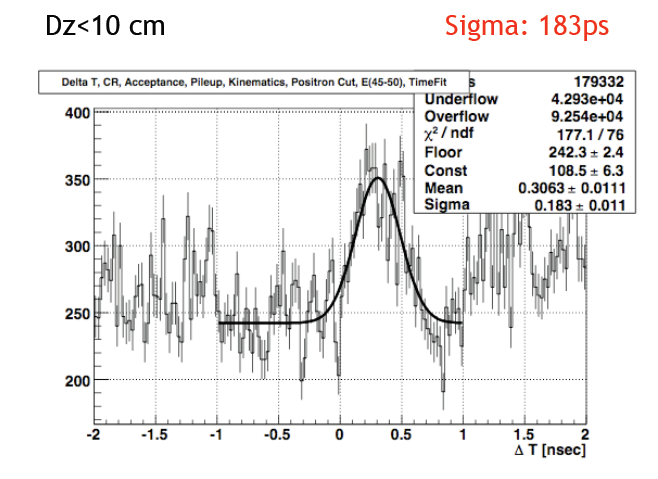 Dz<10 cm
Sigma: 183ps
Delta T, CR, Acceptance, Pileup, Kinematics, Positron Cut, E(45-50), TimeFit
179332
Underflow 4.293e+04
Overflow 9.254e+04
χ² / ndf 177.1 / 76
Floor 242.3 ± 2.4
Const 108.5 ± 6.3
Mean 0.3063 ± 0.0111
Sigma 0.183 ± 0.011
400
350
300
250
200
-2 -1.5 -1 -0.5 0 0.5 1 1.5 2
Δ T [nsec]